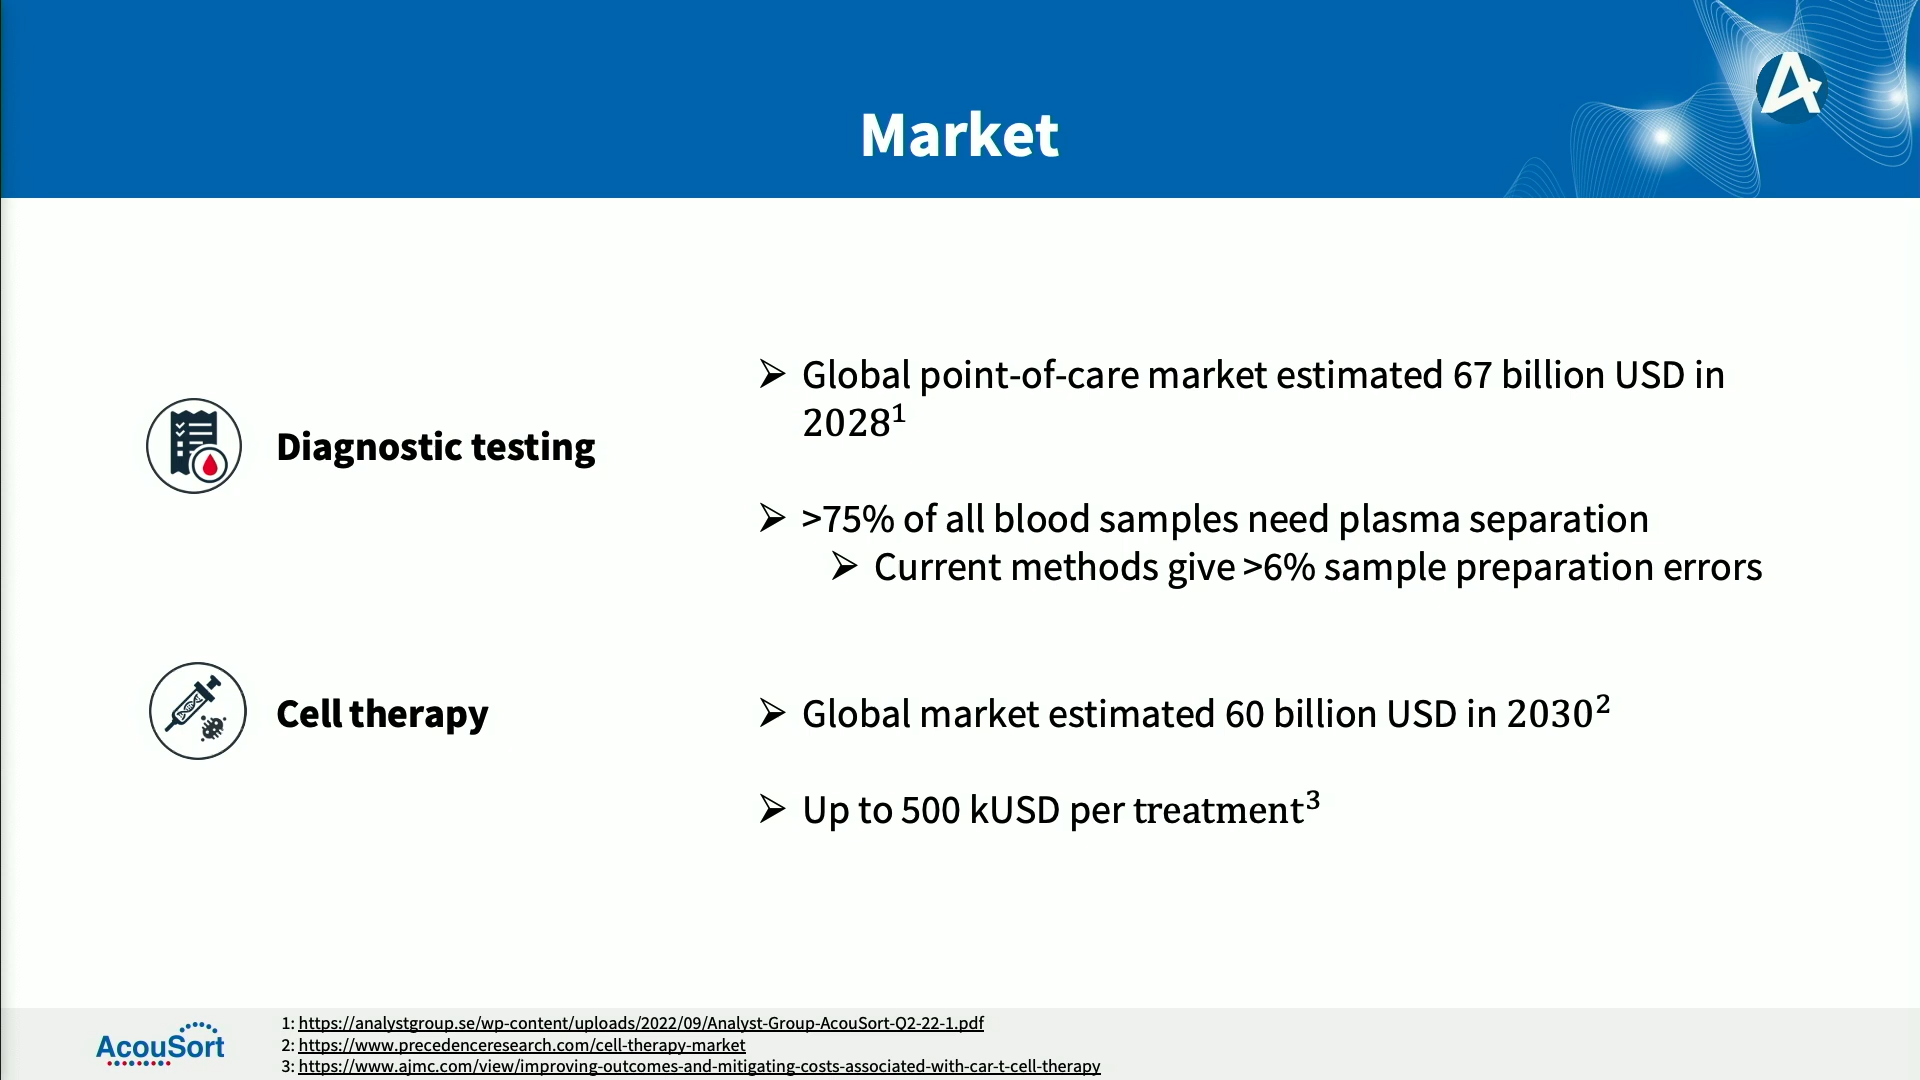 Market
Diagnostic testing
➢ Global point-of-care market estimated 67 billion USD in
2028¹
➢ >75% of all blood samples need plasma separation
➢ Current methods give >6% sample preparation errors
Cell therapy
➢ Global market estimated 60 billion USD in 2030²
➢ Up to 500 kUSD per treatment³
AcouSort
1: https://analystgroup.se/wp-content/uploads/2022/09/Analyst-Group-AcouSort-Q2-22-1.pdf
2: https://www.precedenceresearch.com/cell-therapy-market
3: https://www.ajmc.com/view/improving-outcomes-and-mitigating-costs-associated-with-car-t-cell-therapy